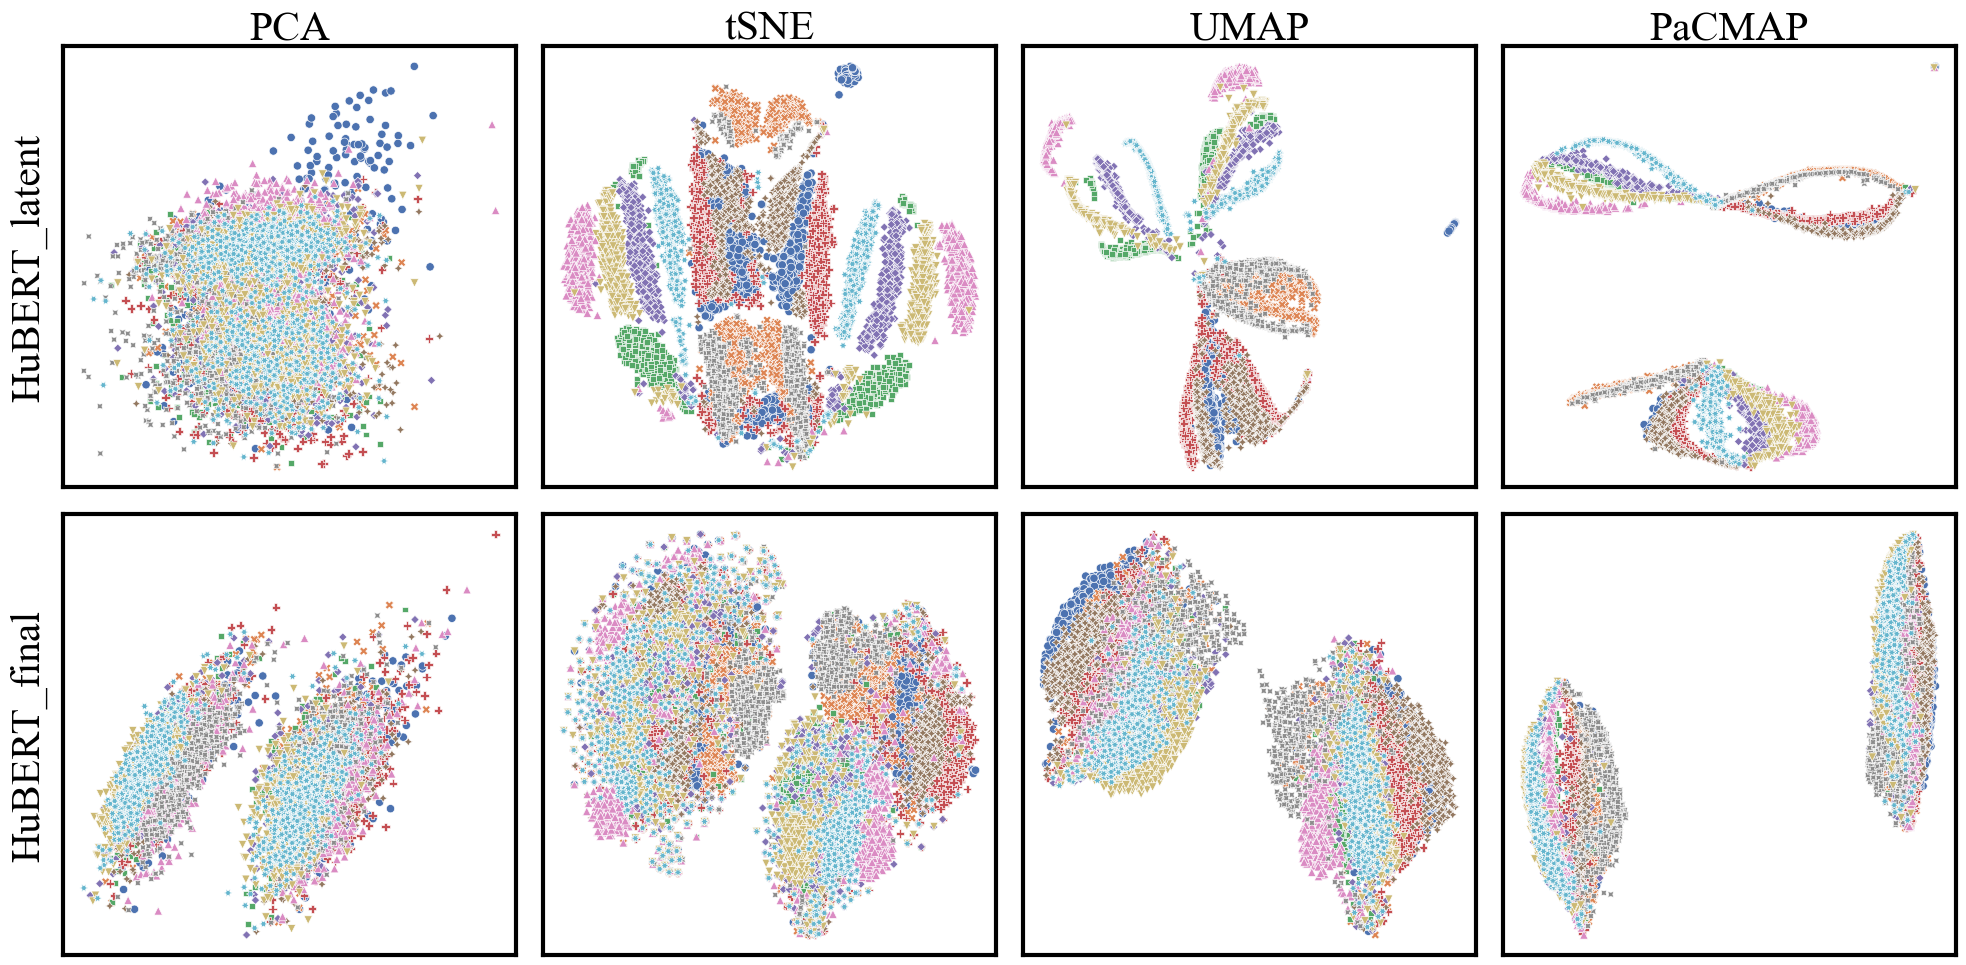 PCA
tSNE
UMAP
PaCMAP
HuBERT_latent
HuBERT_final